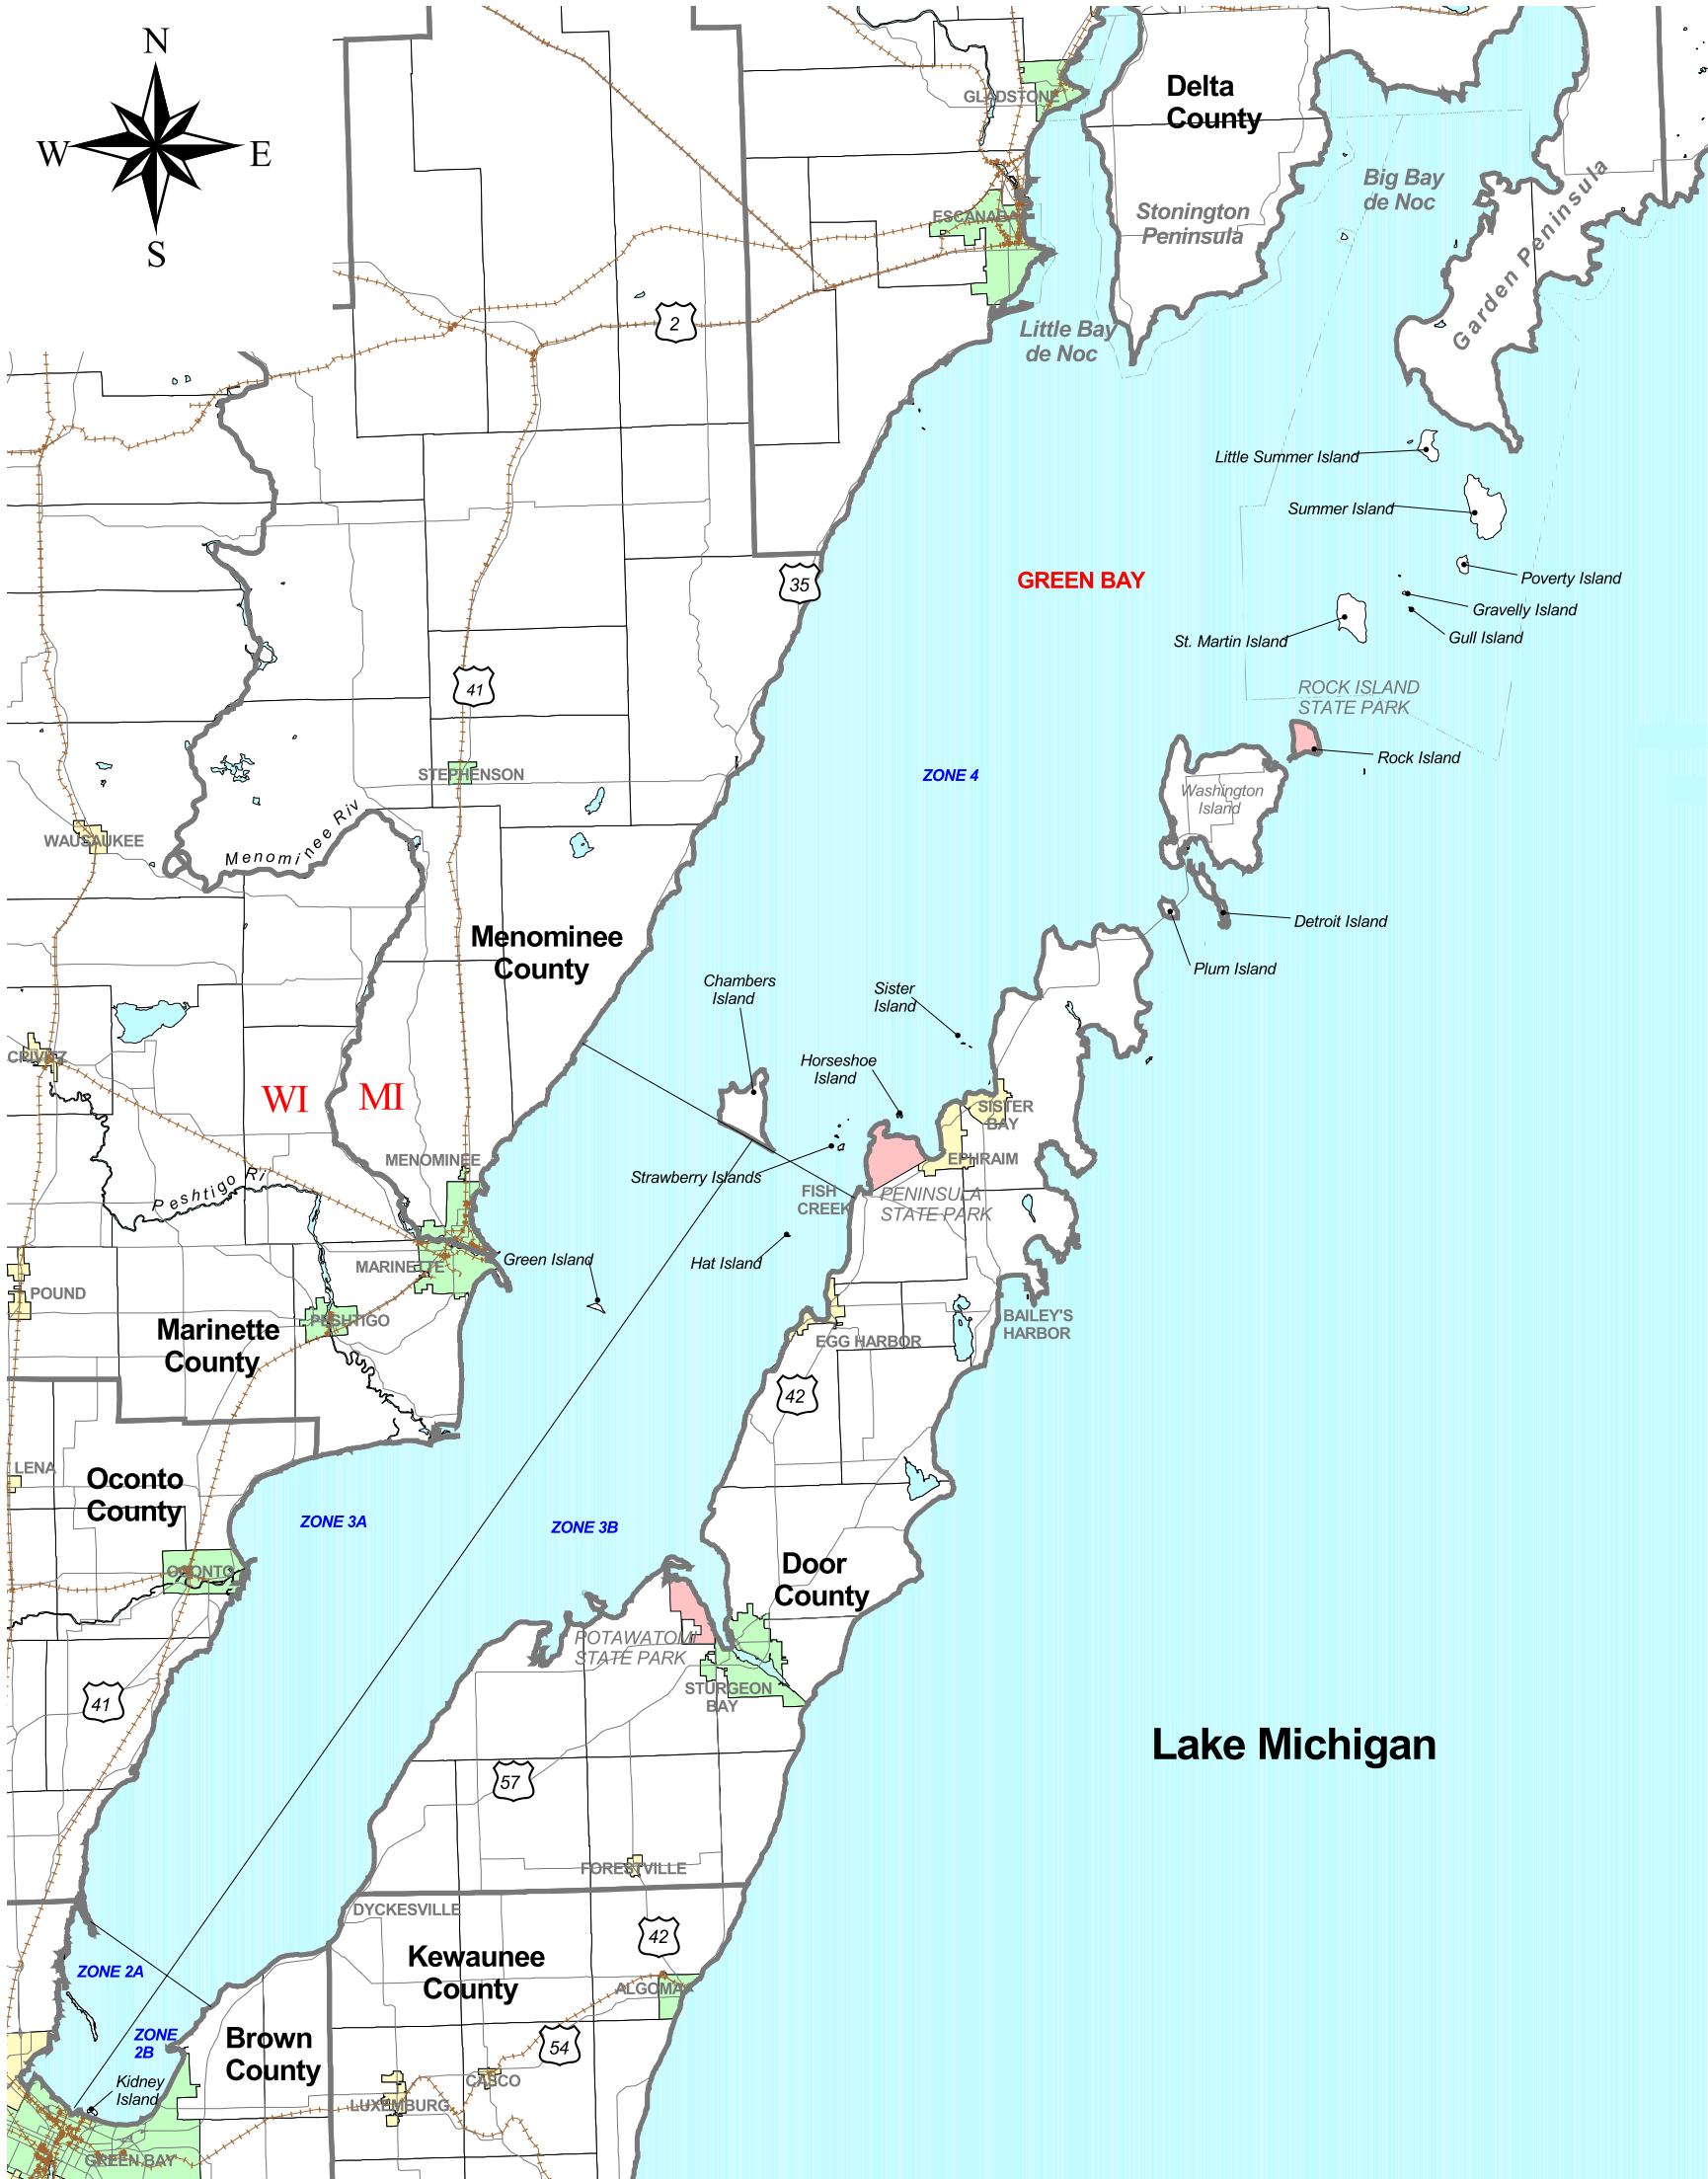 N
W
E
S
Delta
County
GLADSTONE
Big Bay
de Noc
Stonington
Peninsula
Garden Peninsula
ESCANABA
2
Little Bay
de Noc
Little Summer Island
Summer Island
35
GREEN BAY
Poverty Island
Gravelly Island
Gull Island
St. Martin Island
41
ROCK ISLAND
STATE PARK
Rock Island
STEPHENSON
ZONE 4
Washington
Island
WAUSAUKEE
Menominee Riv
Detroit Island
Menominee
County
Plum Island
Chambers
Island
Sister
Island
CRIVITZ
Horseshoe
Island
WI
MI
SISTER
BAY
MENOMINEE
EPHRAIM
Strawberry Islands
Peshtigo Ri
FISH
CREEK
PENINSULA
STATE PARK
Green Island
Hat Island
MARINETTE
POUND
PESHTIGO
BAILEY'S
HARBOR
Marinette
County
EGG HARBOR
42
LENA
Oconto
County
ZONE 3A
ZONE 3B
OCONTO
Door
County
POTAWATOMI
STATE PARK
STURGEON
BAY
41
Lake Michigan
57
FORESTVILLE
DYCKESVILLE
42
Kewaunee
County
ZONE 2A
ALGOMA
ZONE
2B
Brown
County
54
Kidney
Island
CASCO
LUXEMBURG
GREEN BAY